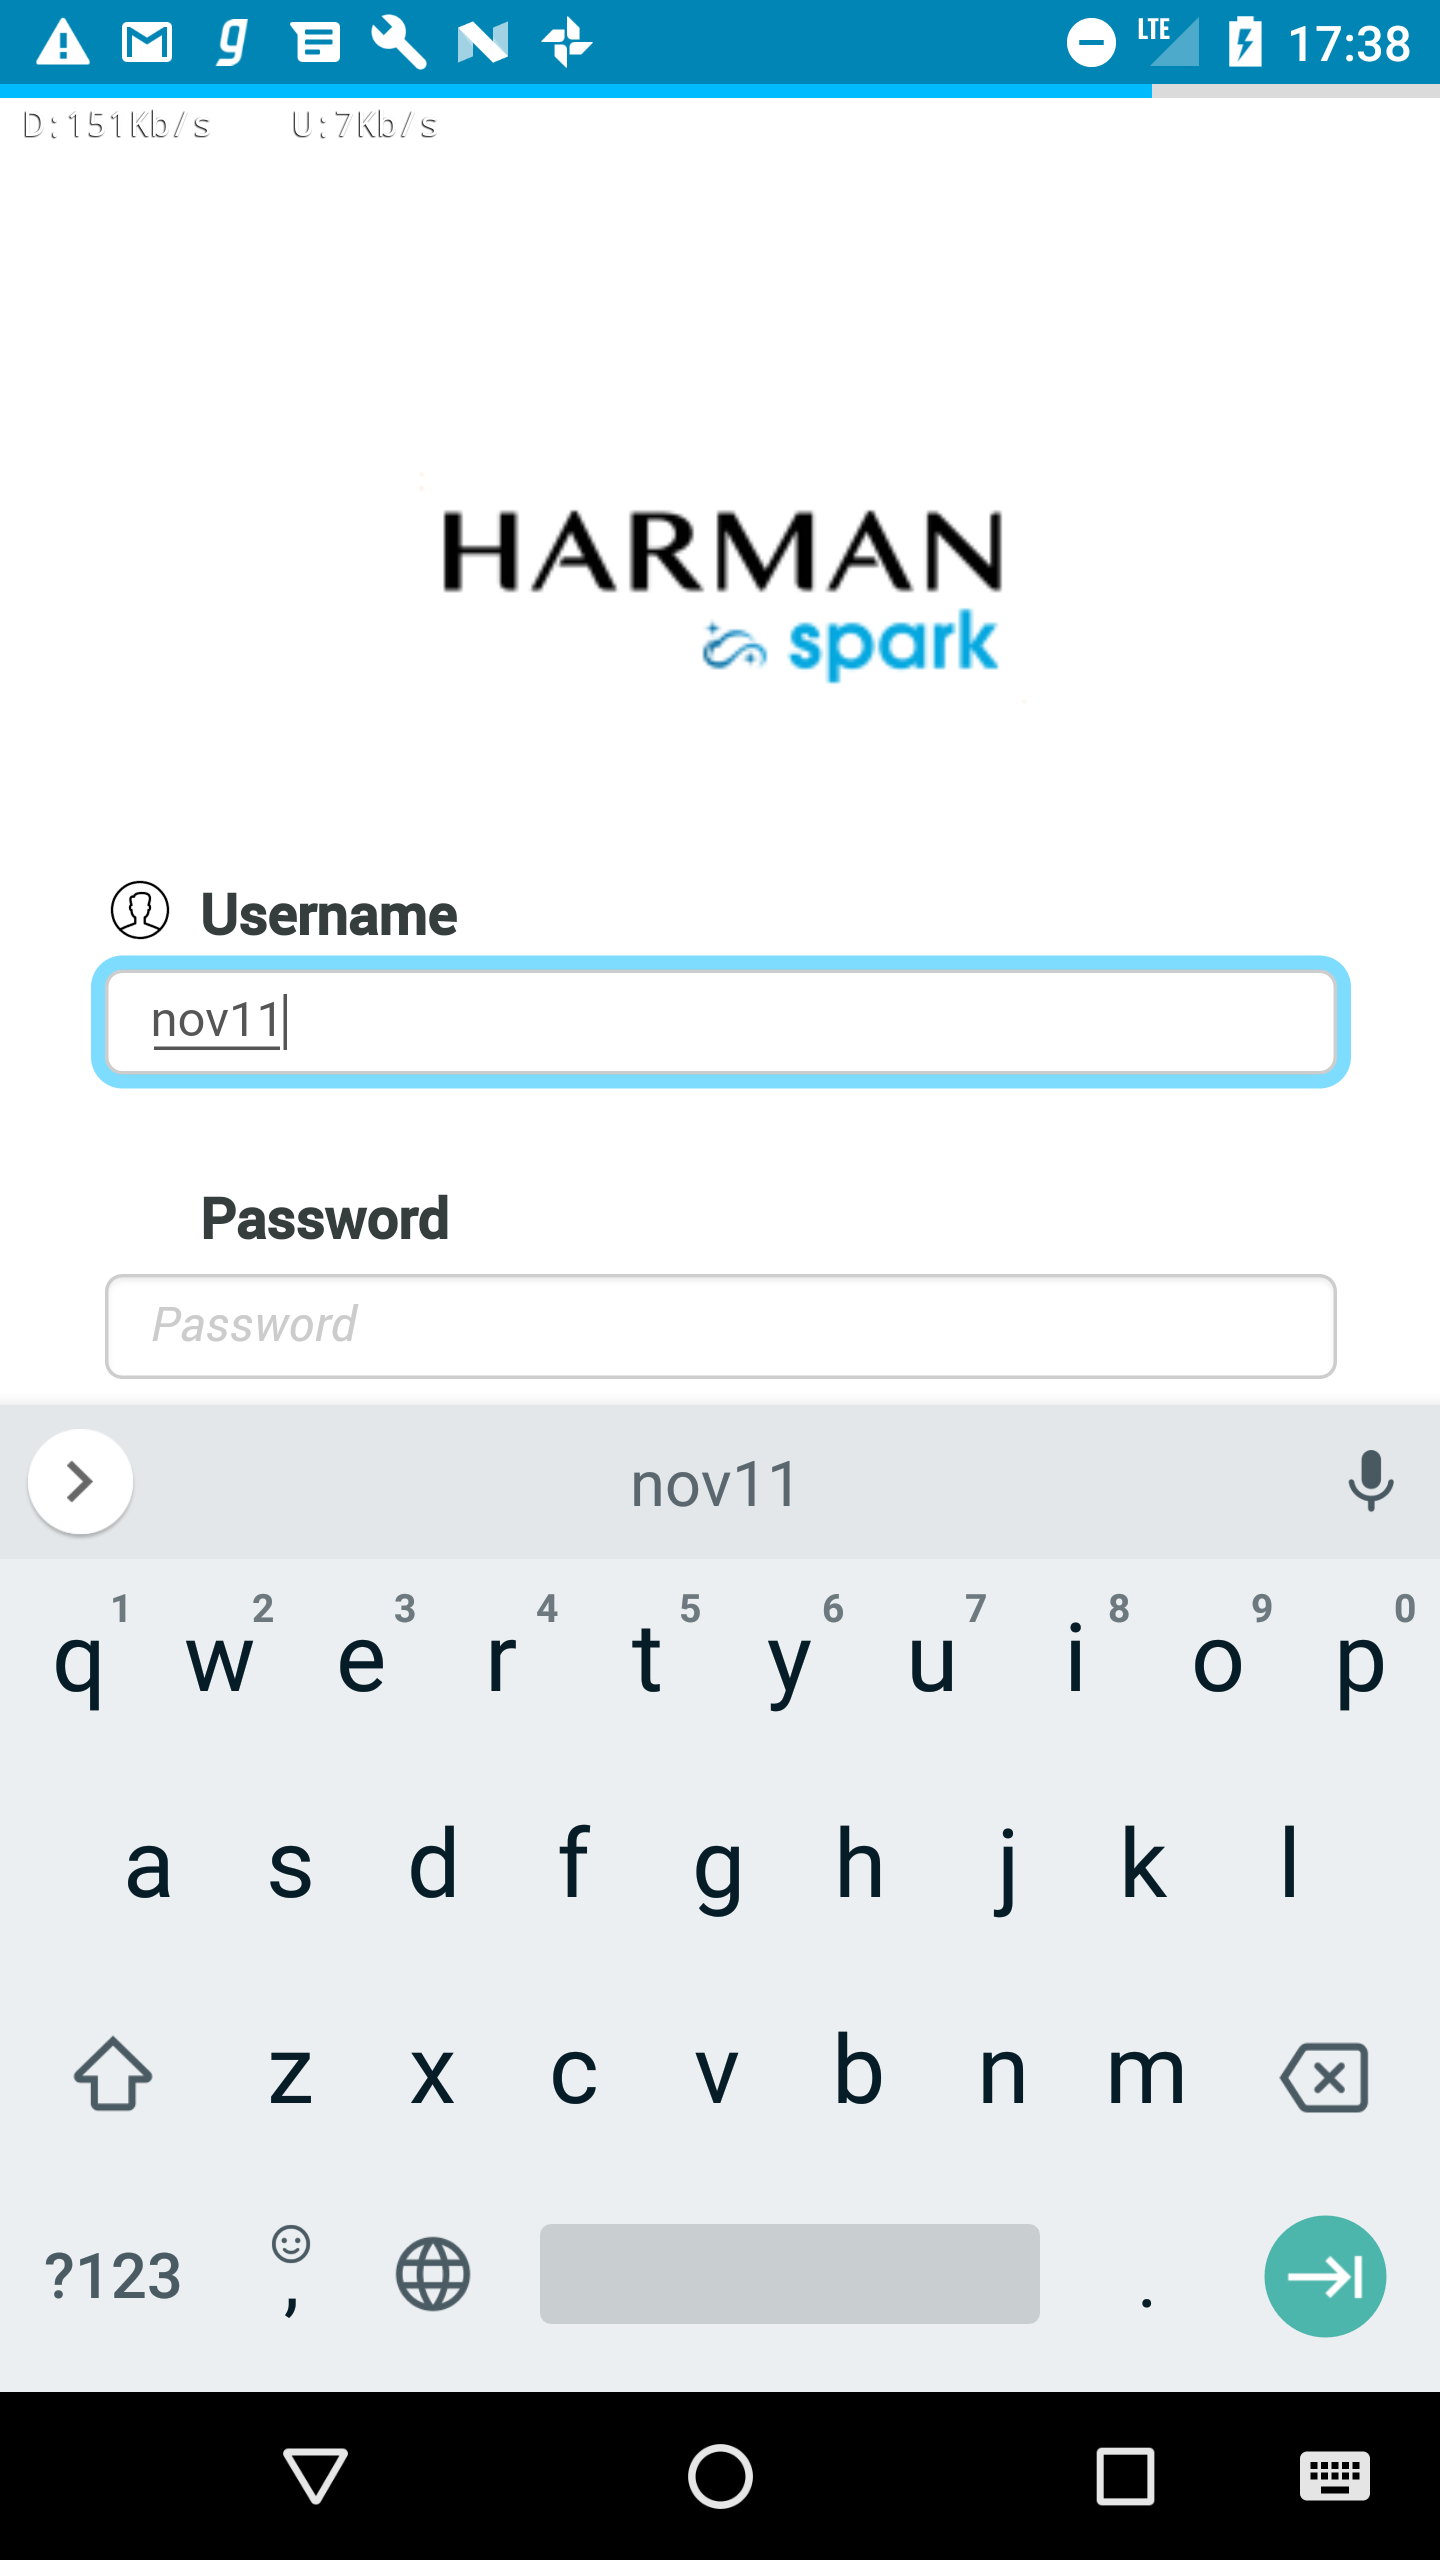 LTE 17:38
D:151Kb/s U:7Kb/s
HARMAN
spark
Username
nov11
Password
Password
nov11
1 2 3 4 5 6 7 8 9 0
q w e r t y u i o p
a s d f g h j k l
z x c v b n m
?123 , .